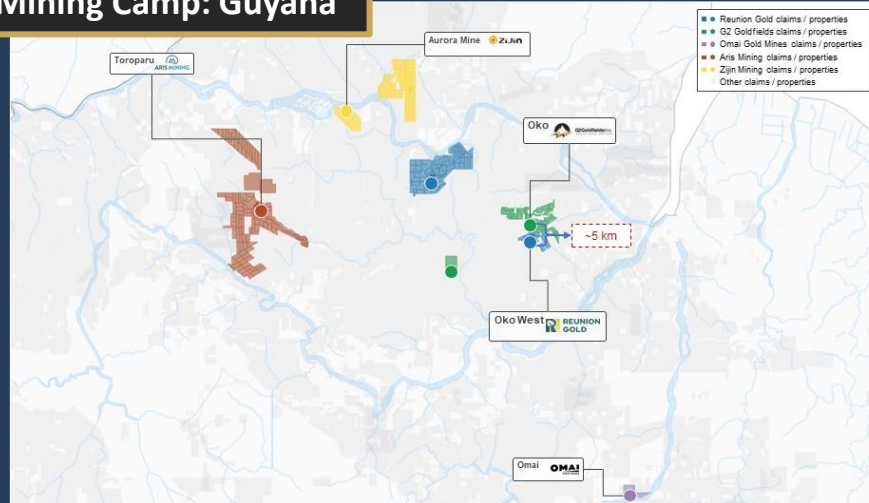 Mining Camp: Guyana
Reunion Gold claims / properties
G2 Goldfields claims / properties
Omai Gold Mines claims / properties
Aris Mining claims / properties
Zijin Mining claims / properties
Other claims / properties
Aurora Mine ZIJIN
Toroparu ARIS MINING
Oko G2Goldfields Inc.
~5 km
Oko West REUNION
GOLD
Omai OMAI